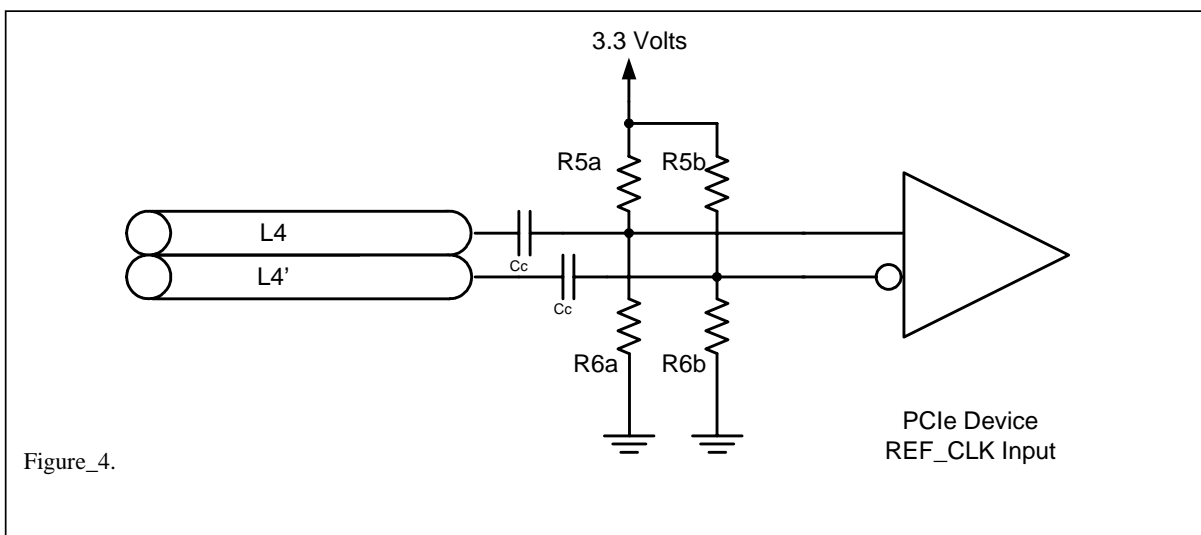 3.3 Volts
R5a
R5b
L4
Cc
L4’
Cc
R6a
R6b
PCIe Device
REF_CLK Input
Figure_4.